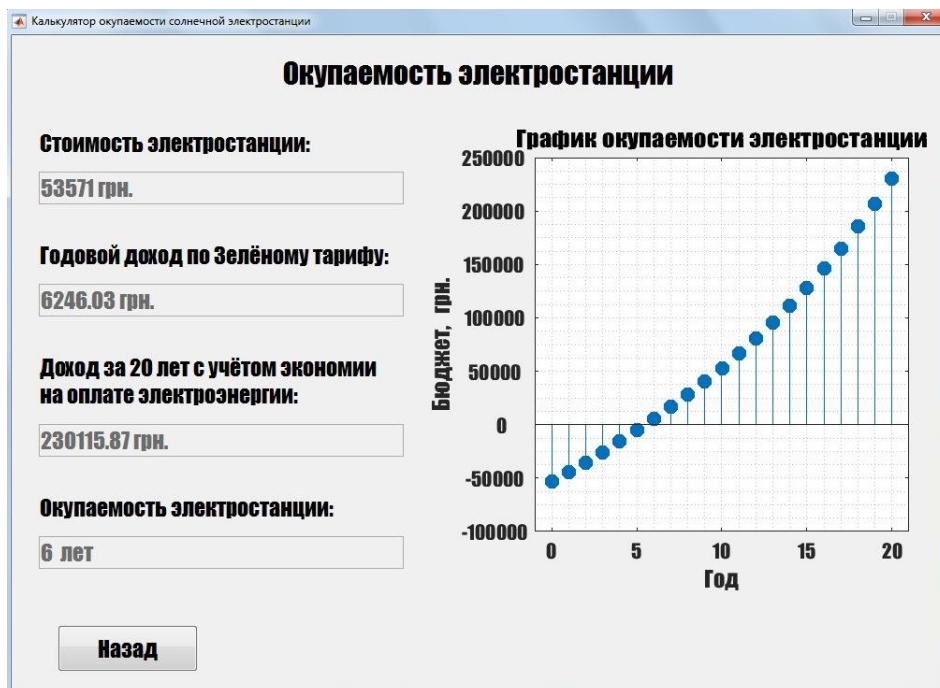 Калькулятор окупаемости солнечной электростанции
Окупаемость электростанции
Стоимость электростанции:
53571 грн.
Годовой доход по Зелёному тарифу:
6246.03 грн.
Доход за 20 лет с учётом экономии
на оплате электроэнергии:
230115.87 грн.
Окупаемость электростанции:
6 лет
Назад
График окупаемости электростанции
Бюджет, грн.
250000
200000
150000
100000
50000
0
-50000
-100000
0 5 10 15 20
Год